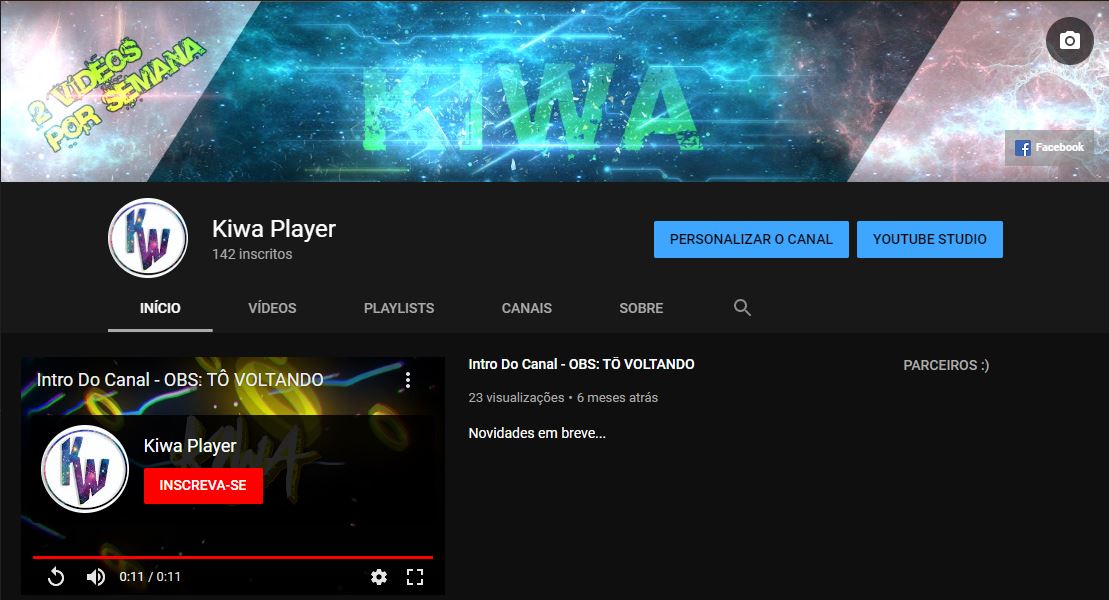 2 VÍDEOS
POR SEMANA
KIWA
Facebook
KW
Kiwa Player
142 inscritos
PERSONALIZAR O CANAL
YOUTUBE STUDIO
INÍCIO
VÍDEOS
PLAYLISTS
CANAIS
SOBRE
Intro Do Canal - OBS: TÔ VOLTANDO
KIWA
KW
Kiwa Player
INSCREVA-SE
0:11 / 0:11
Intro Do Canal - OBS: TÔ VOLTANDO
23 visualizações • 6 meses atrás
Novidades em breve...
PARCEIROS :)